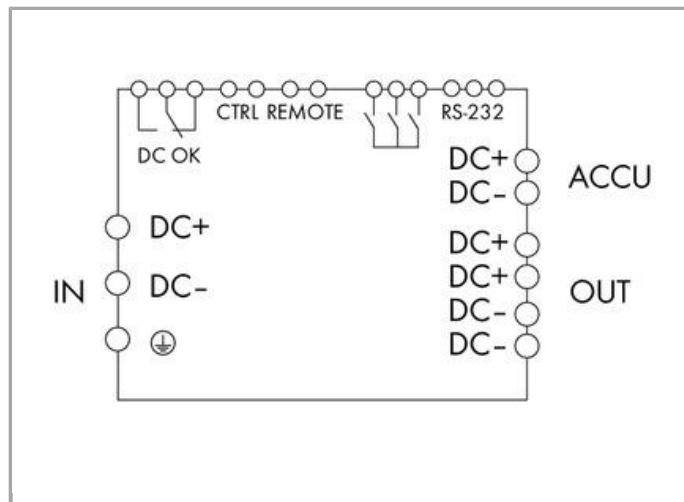 CTRL REMOTE
RS-232
DC OK
DC+
ACCU
DC-
DC+
DC+
IN
DC-
DC+
OUT
DC-
DC-